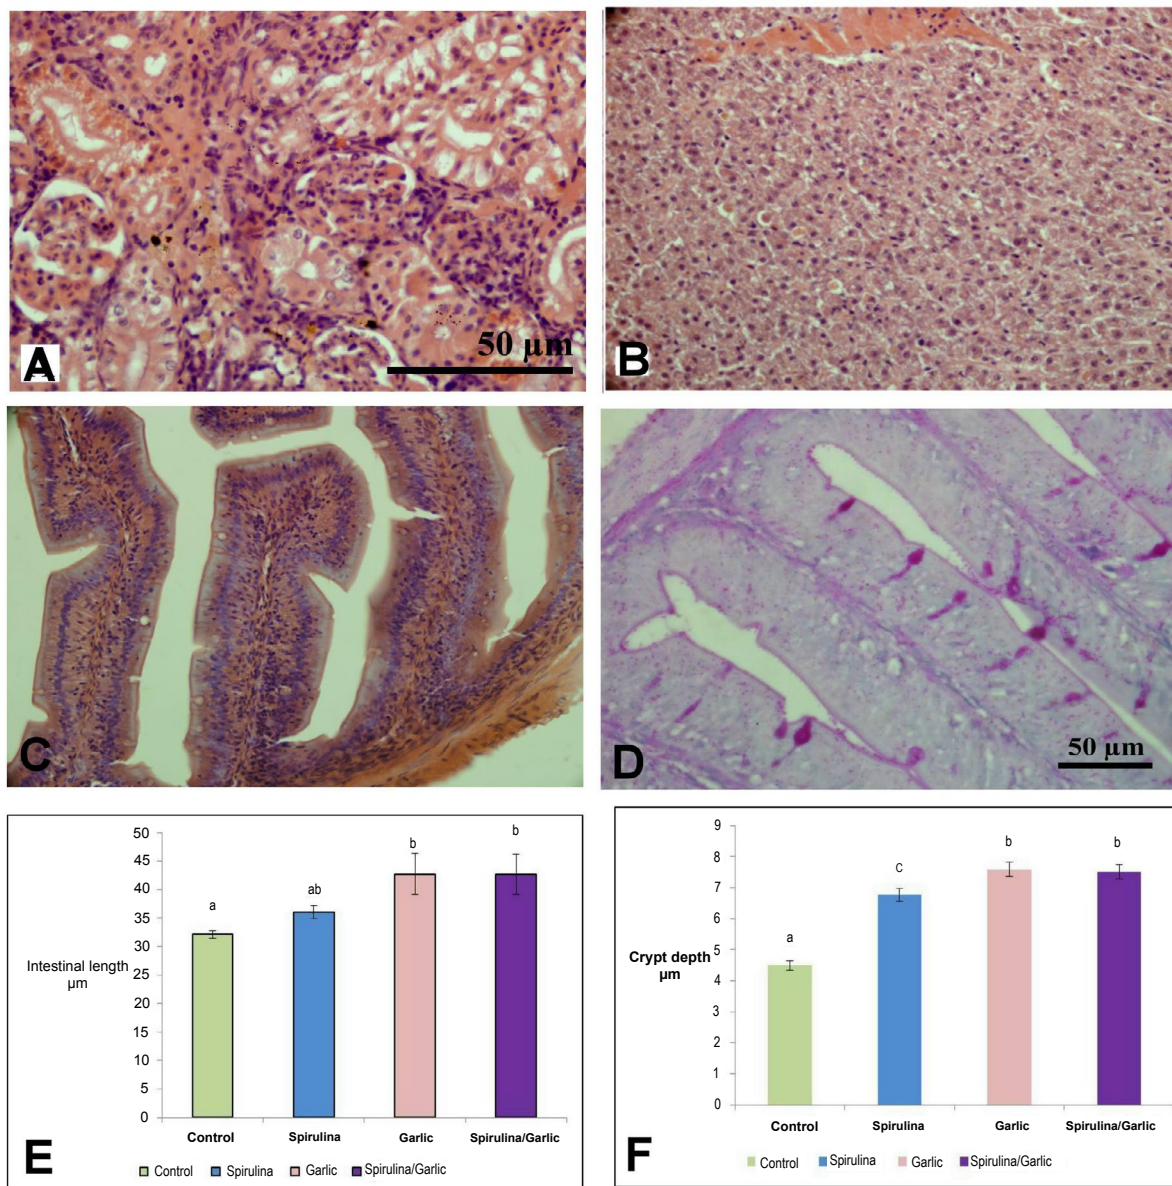 50 µm
A
B
C
50 µm
D
50
45
40
35
30
25
20
15
10
5
0
Intestinal length
µm
a
ab
b
b
Control
Spirulina
Garlic
Spirulina/Garlic
Control
Spirulina
Garlic
Spirulina/Garlic
E
9
8
7
6
5
4
3
2
1
0
Crypt depth
µm
a
C
b
b
Control
Spirulina
Garlic
Spirulina/Garlic
Control
Spirulina
Garlic
Spirulina/Garlic
F